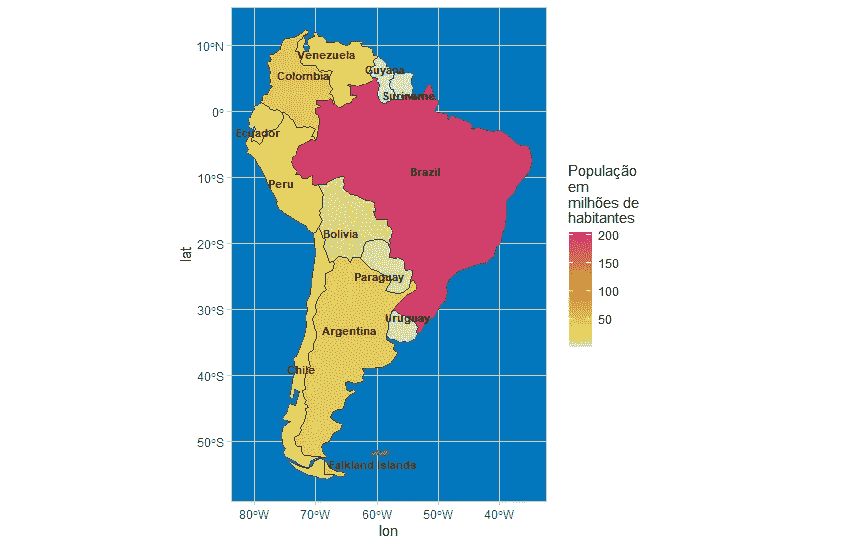 Venezuela
Guyana
Colombia
Suriname
Ecuador
Brazil
Peru
Bolivia
Paraguay
Uruguay
Argentina
Chile
Falkland Islands
10°N
0°
10°S
20°S
30°S
40°S
50°S
lat
80°W
70°W
60°W
50°W
40°W
lon
População
em
milhões de
habitantes
200
150
100
50